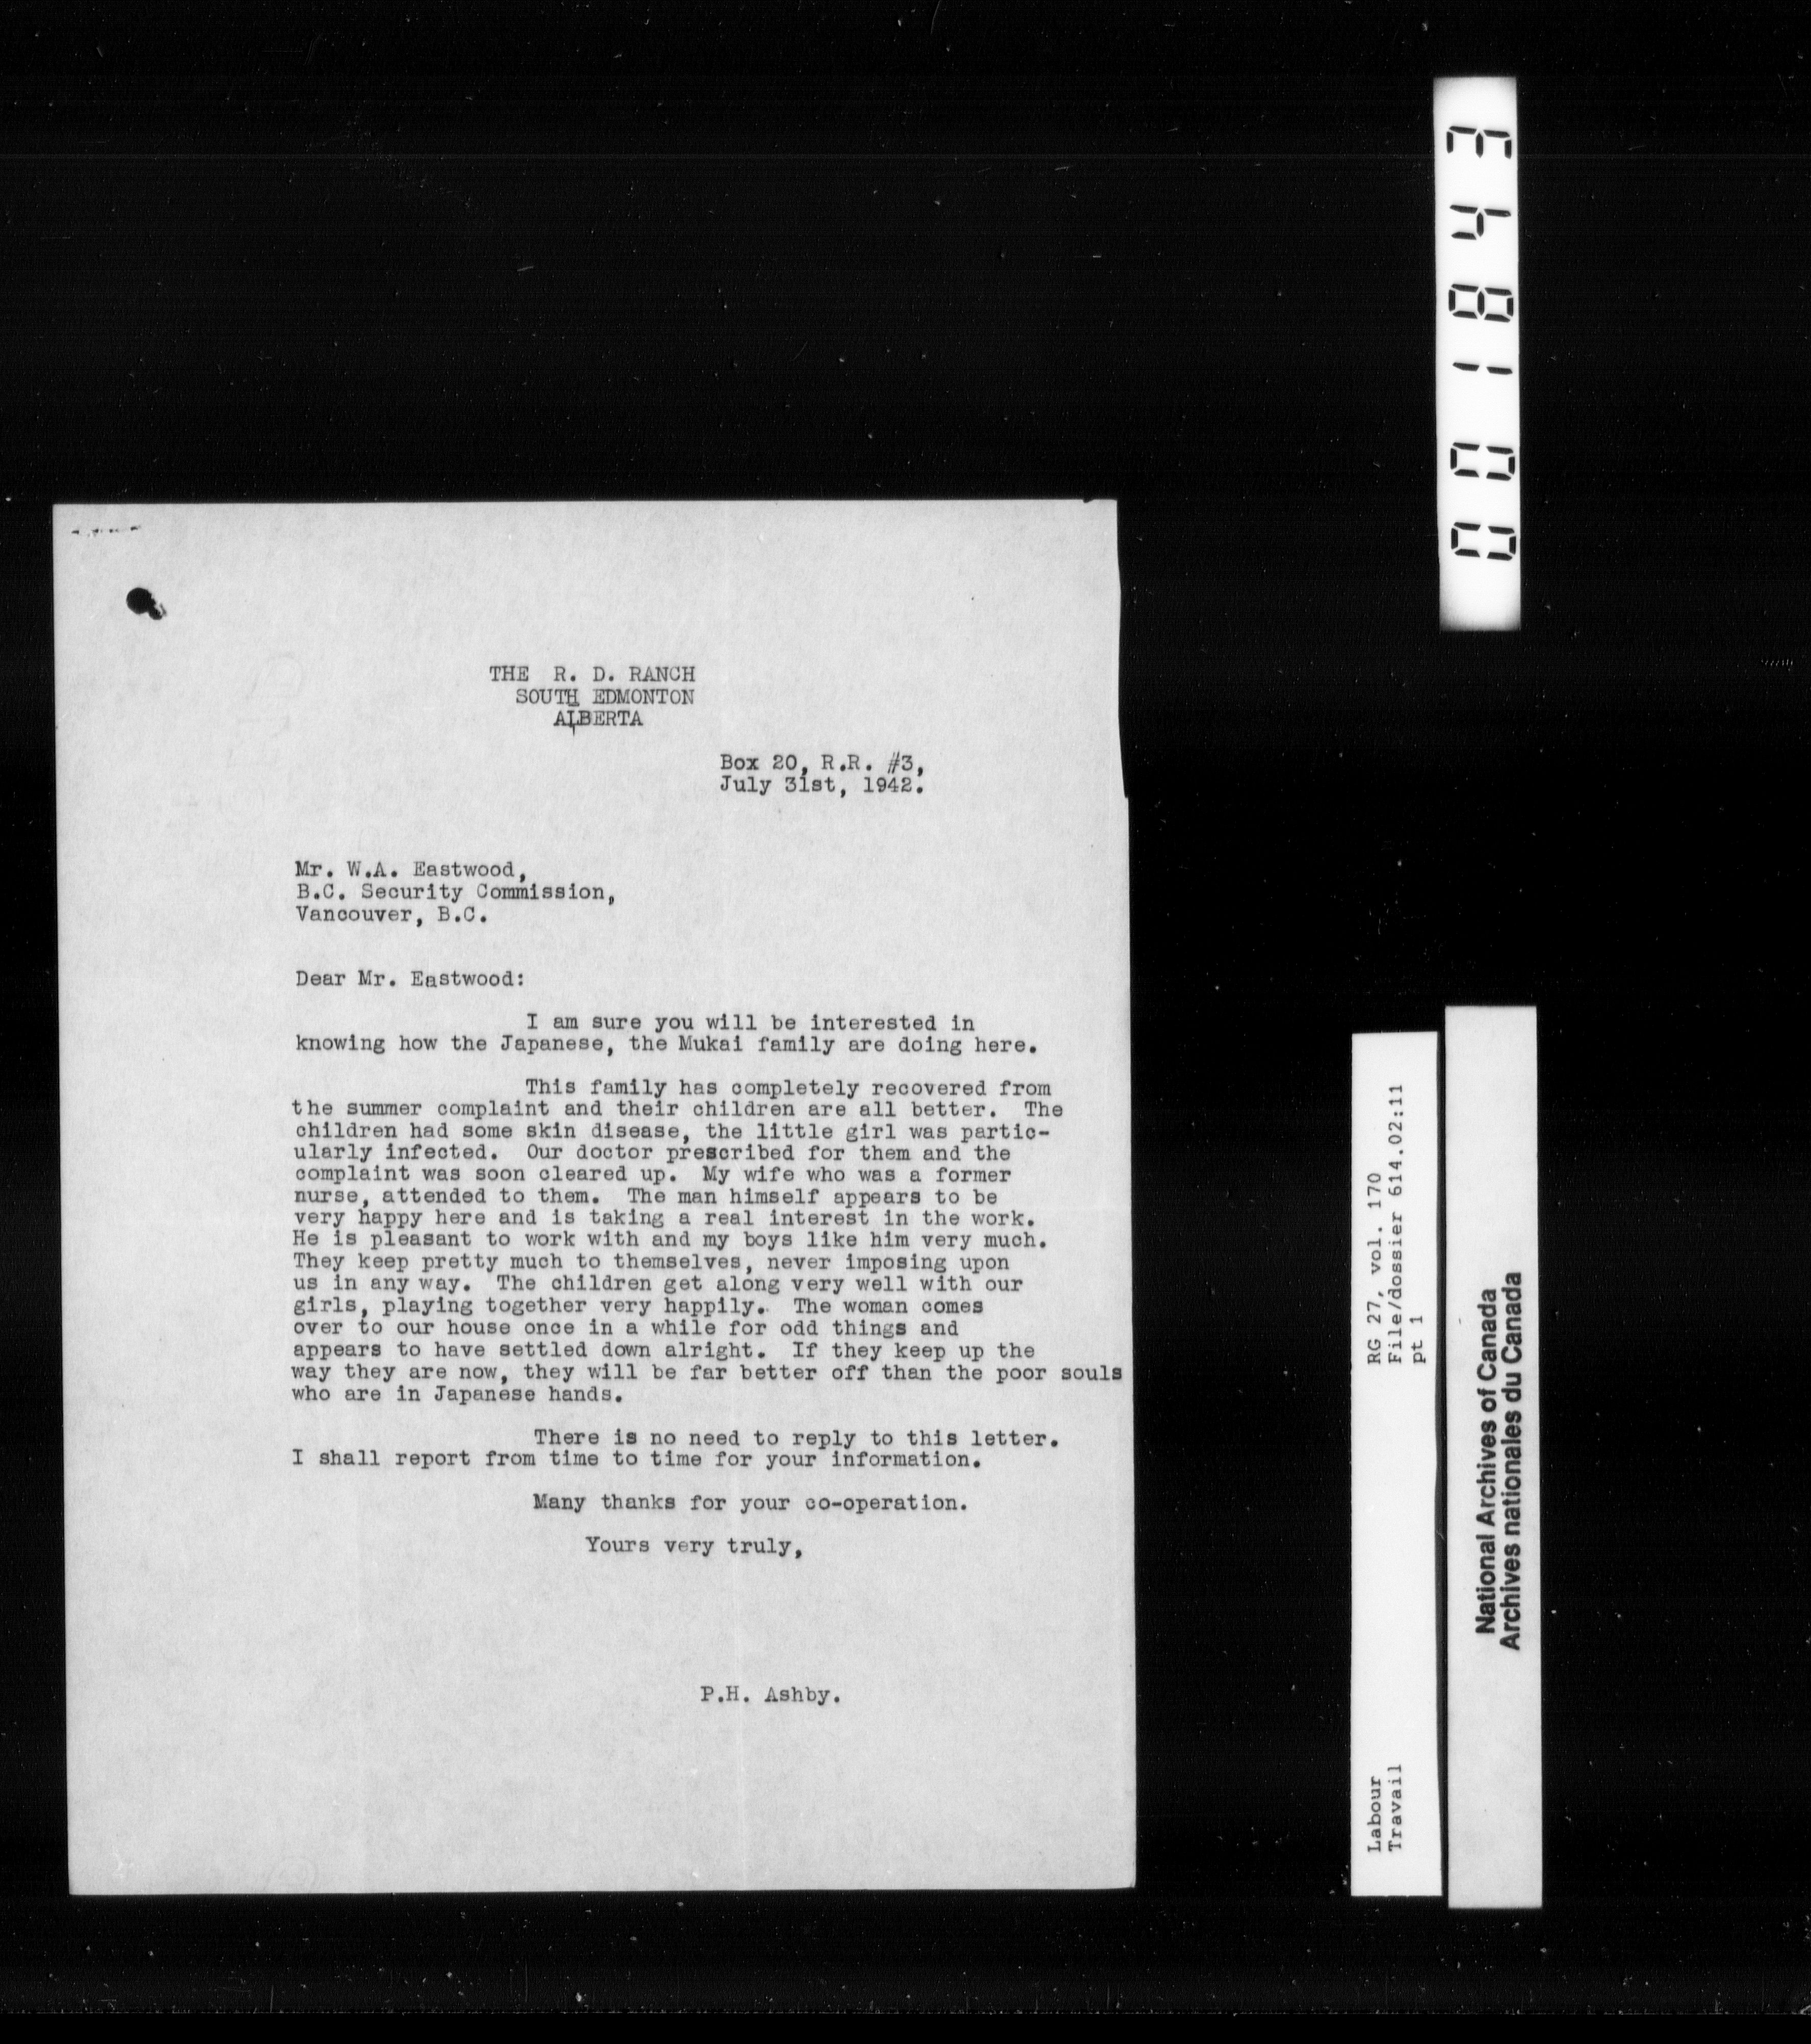 THE R. D. RANCH
SOUTH EDMONTON
ALBERTA
Box 20, R.R. #3,
July 31st, 1942.
Mr. W.A. Eastwood,
B.C. Security Commission,
Vancouver, B.C.
Dear Mr. Eastwood:
I am sure you will be interested in
knowing how the Japanese, the Mukai family are doing here.
This family has completely recovered from
the summer complaint and their children are all better. The
children had some skin disease, the little girl was partic-
ularly infected. Our doctor prescribed for them and the
complaint was soon cleared up. My wife who was a former
nurse, attended to them. The man himself appears to be
very happy here and is taking a real interest in the work.
He is pleasant to work with and my boys like him very much.
They keep pretty much to themselves, never imposing upon
us in any way. The children get along very well with our
girls, playing together very happily. The woman comes
over to our house once in a while for odd things and
appears to have settled down alright. If they keep up the
way they are now, they will be far better off than the poor souls
who are in Japanese hands.
There is no need to reply to this letter.
I shall report from time to time for your information.
Many thanks for your co-operation.
Yours very truly,
P.H. Ashby.
001843
Labour
Travail
RG 27, vol. 170
File/dossier 614.02:11
pt 1
National Archives of Canada
Archives nationales du Canada